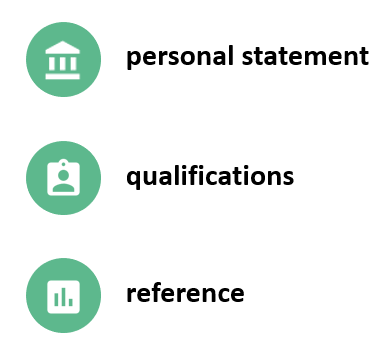 personal statement
qualifications
reference